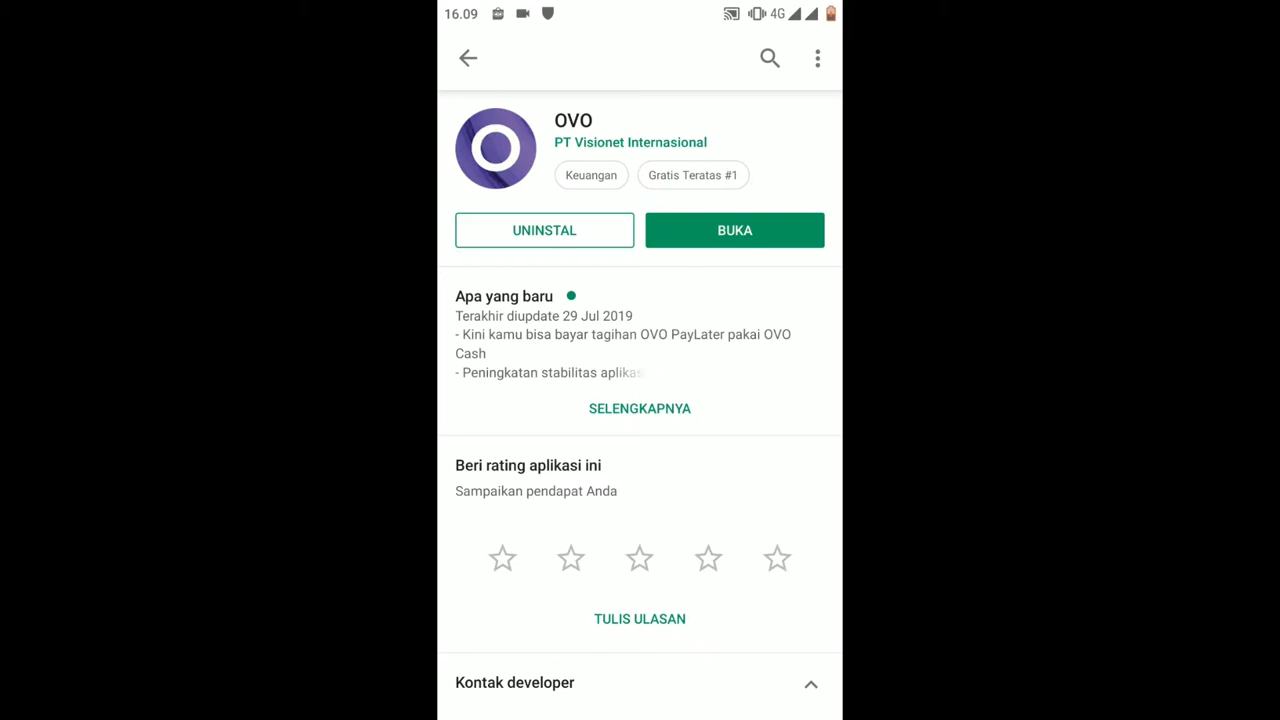 16.09
4G
OVO
PT Visionet Internasional
Keuangan
Gratis Teratas #1
UNINSTAL
BUKA
Apa yang baru
Terakhir diupdate 29 Jul 2019
- Kini kamu bisa bayar tagihan OVO PayLater pakai OVO
Cash
- Peningkatan stabilitas aplikas
SELENGKAPNYA
Beri rating aplikasi ini
Sampaikan pendapat Anda
TULIS ULASAN
Kontak developer